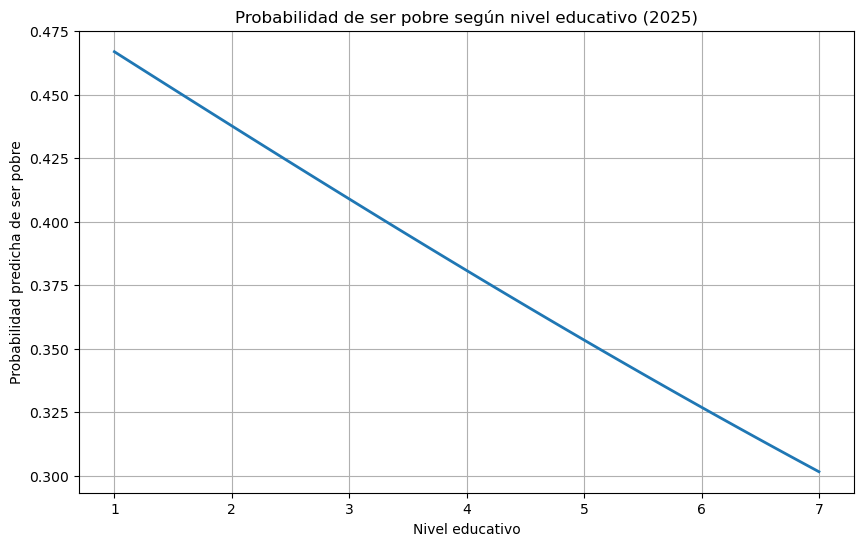 Probabilidad de ser pobre según nivel educativo (2025)
Probabilidad predicha de ser pobre
0.475
0.450
0.425
0.400
0.375
0.350
0.325
0.300
1 2 3 4 5 6 7
Nivel educativo